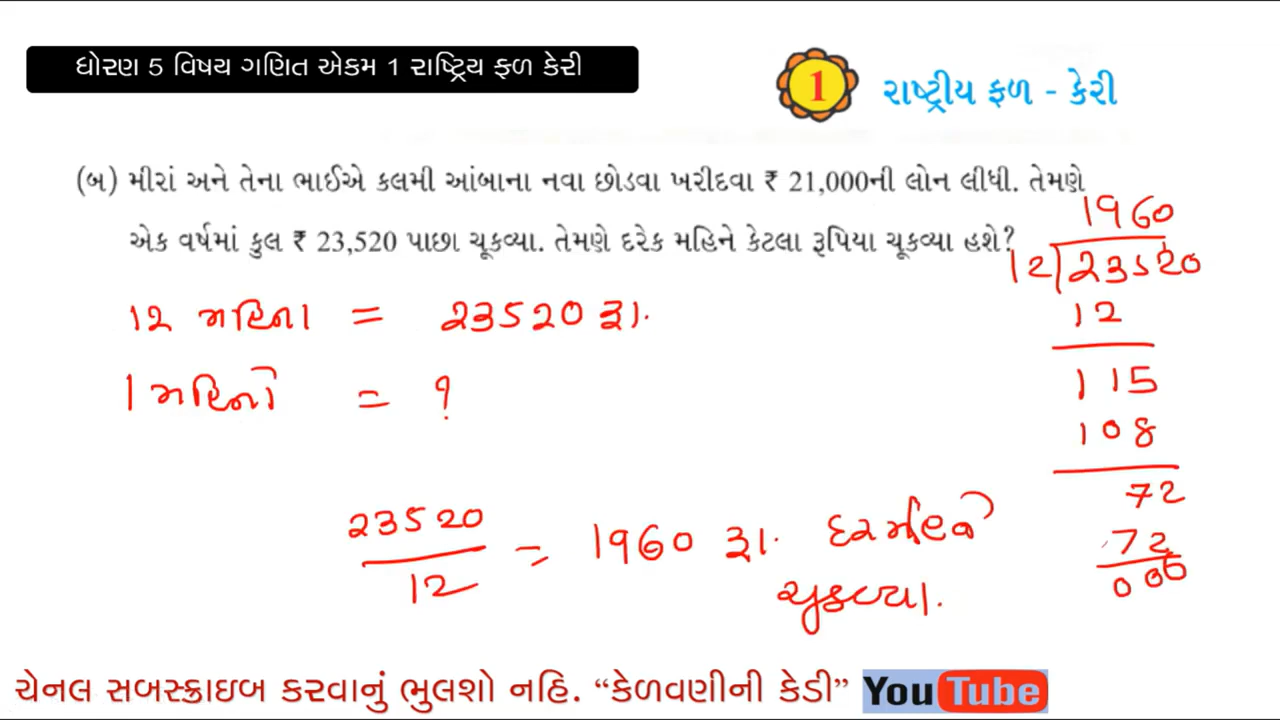 ધોરણ 5 વિષય ગણિત એકમ 1 રાષ્ટ્રિય ફળ કેરી
1 રાષ્ટ્રીય ફળ - કેરી
(બ) મીરાં અને તેના ભાઈએ કલમી આંબાના નવા છોડવા ખરીદવા ₹ 21,000ની લોન લીધી. તેમણે
એક વર્ષમાં કુલ ₹ 23,520 પાછા ચૂકવ્યા. તેમણે દરેક મહિને કેટલા રૂપિયા ચૂકવ્યા હશે?
12 મહિના = 23520 રૂા.
1 મહિનો = ?
23520
12
= 1960 રૂા. દર મહિને
ચુકવ્યા.
1960
12 23520
12
115
108
72
72
000
ચેનલ સબસ્ક્રાઇબ કરવાનું ભુલશો નહિ. “કેળવણીની કેડી” YouTube